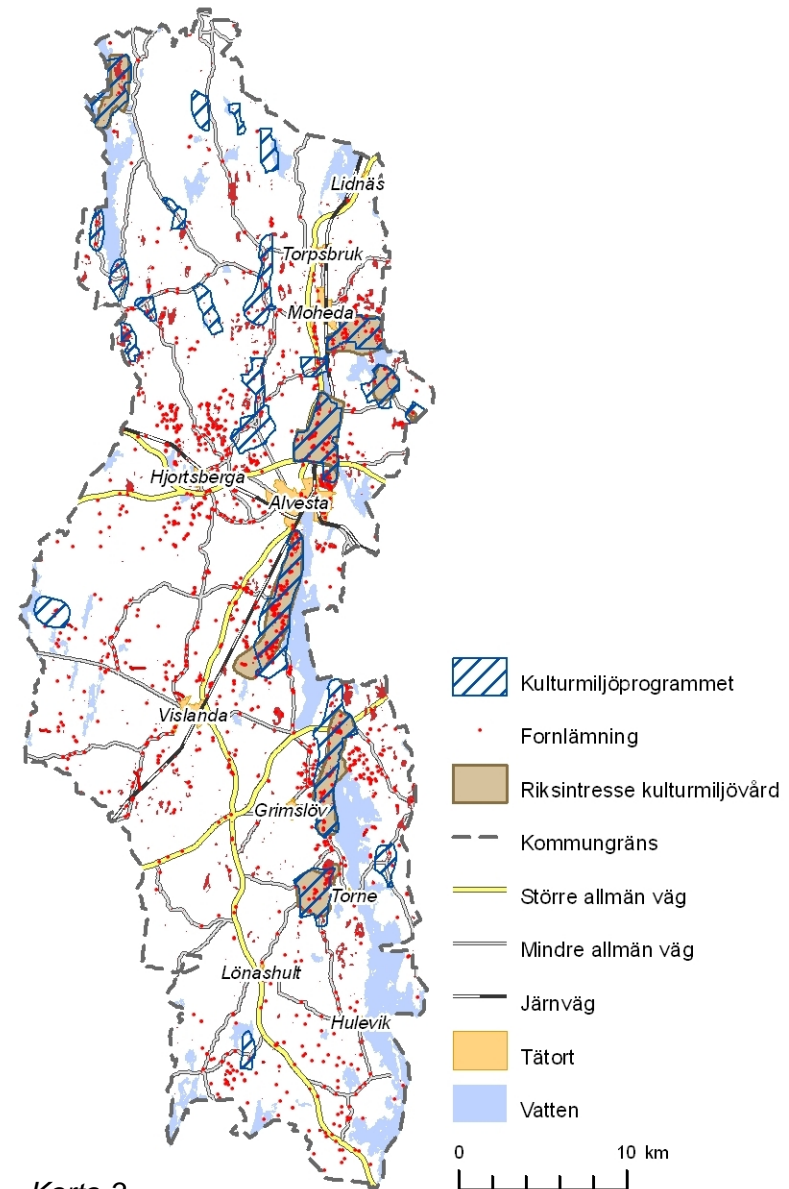 Lidnäs
Torpsbruk
Moheda
Hjortsberga
Alvesta
Vislanda
Grimslöv
Torne
Lönashult
Hulevik
Kulturmiljöprogrammet
Fornlämning
Riksintresse kulturmiljövård
Kommungräns
Större allmän väg
Mindre allmän väg
Järnväg
Tätort
Vatten
0 10 km